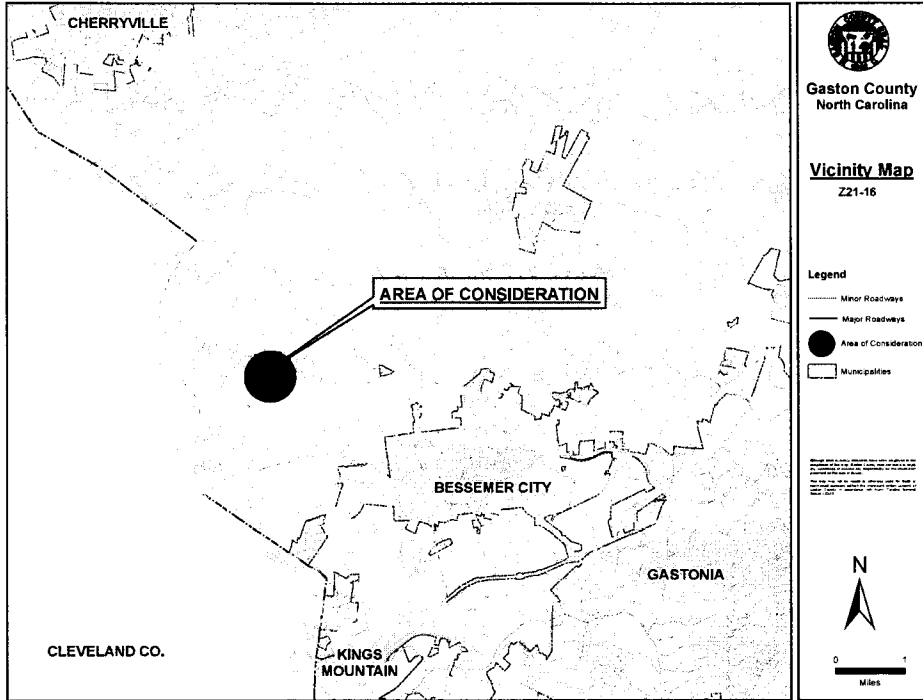 CHERRYVILLE
AREA OF CONSIDERATION
BESSEMER CITY
GASTONIA
KINGS
MOUNTAIN
CLEVELAND CO.
Gaston County
North Carolina
Vicinity Map
Z21-16
Legend
Minor Roadways
Major Roadways
Area of Consideration
Municipalities
N
0 1
Miles